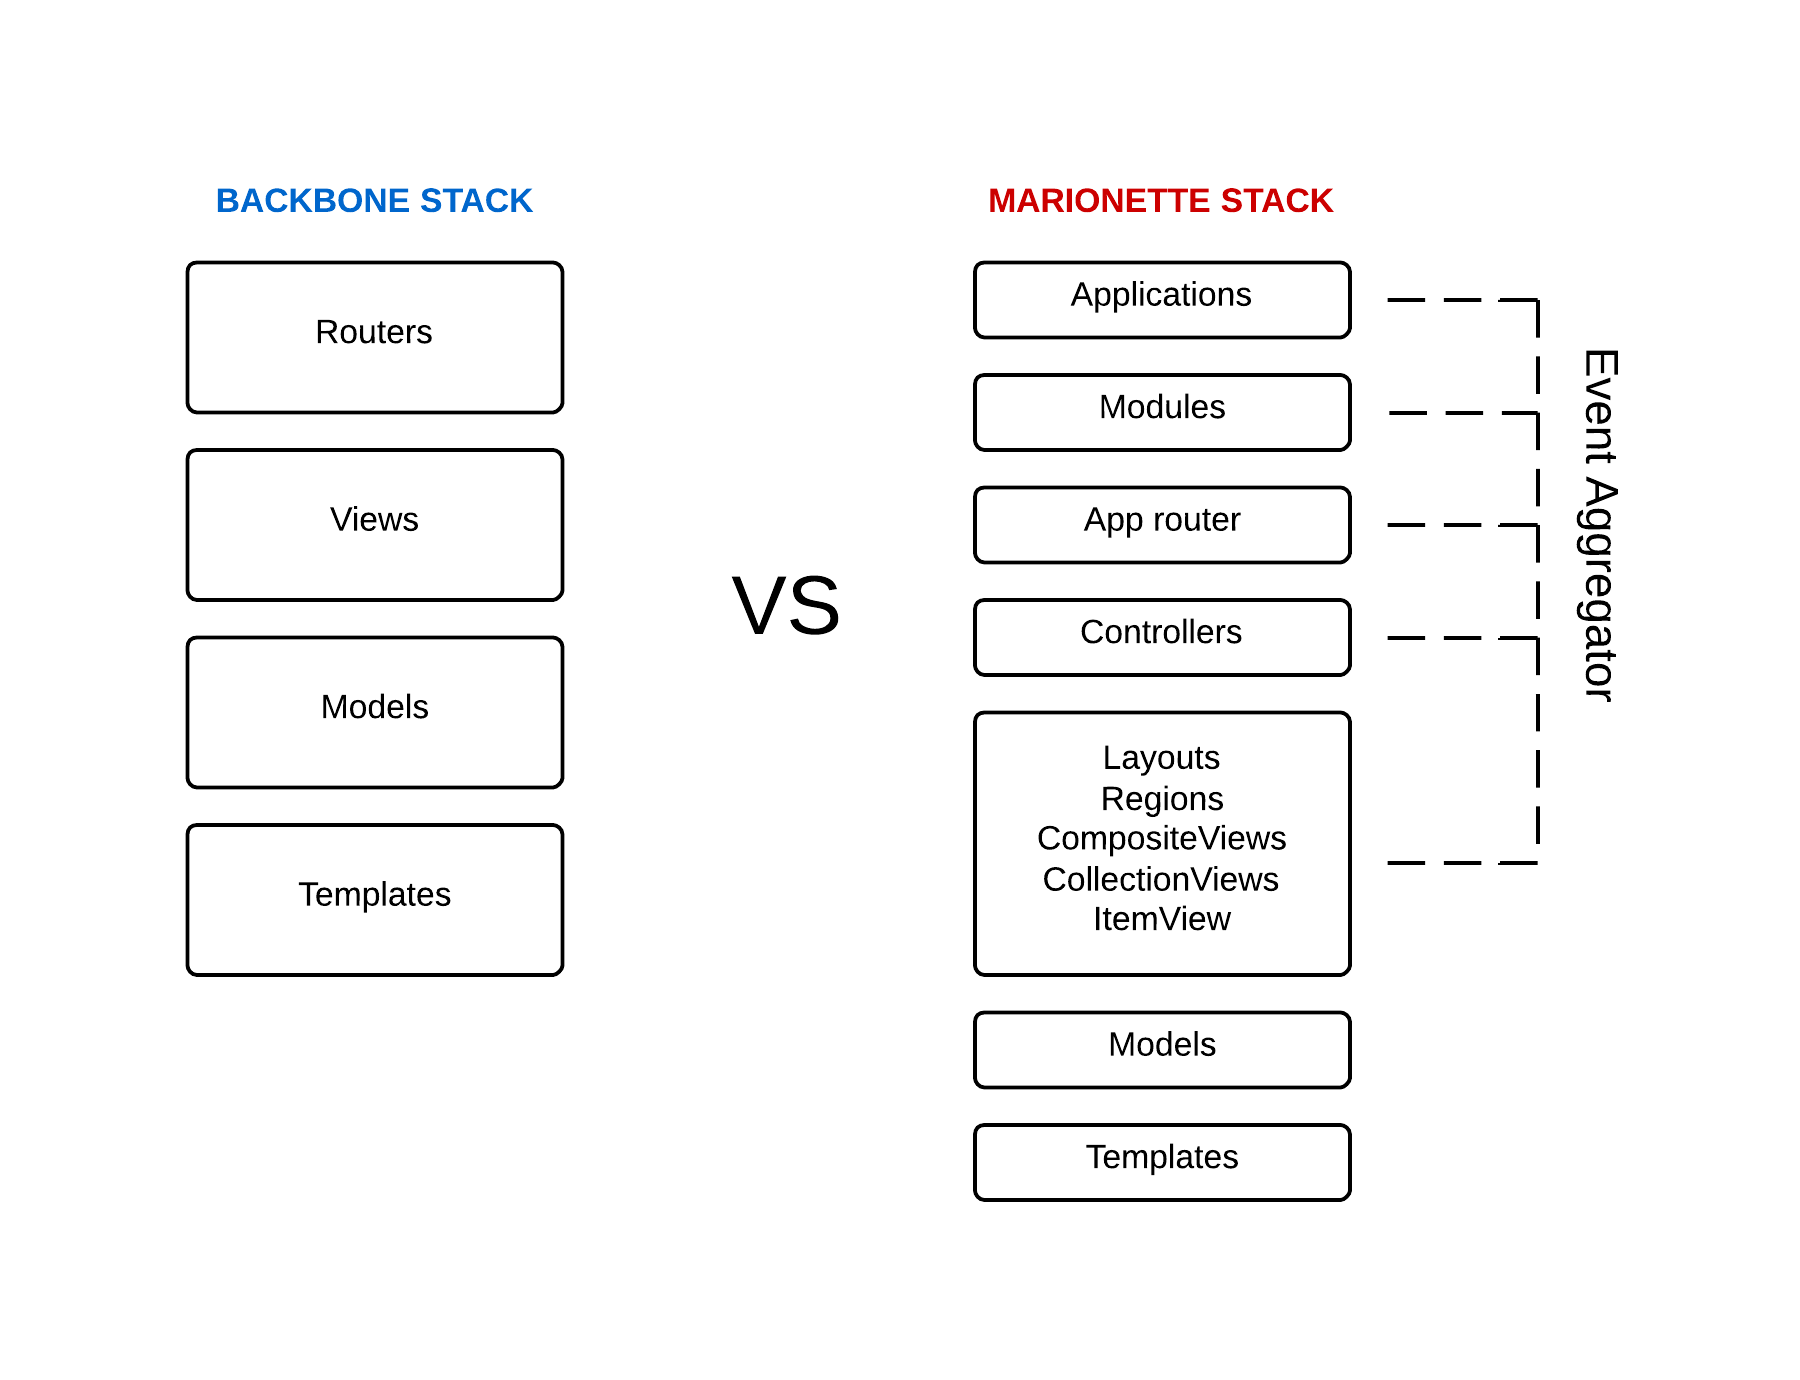 BACKBONE STACK
Routers
Views
Models
Templates
VS
MARIONETTE STACK
Applications
Modules
App router
Controllers
Layouts
Regions
CompositeViews
CollectionViews
ItemView
Models
Templates
Event Aggregator